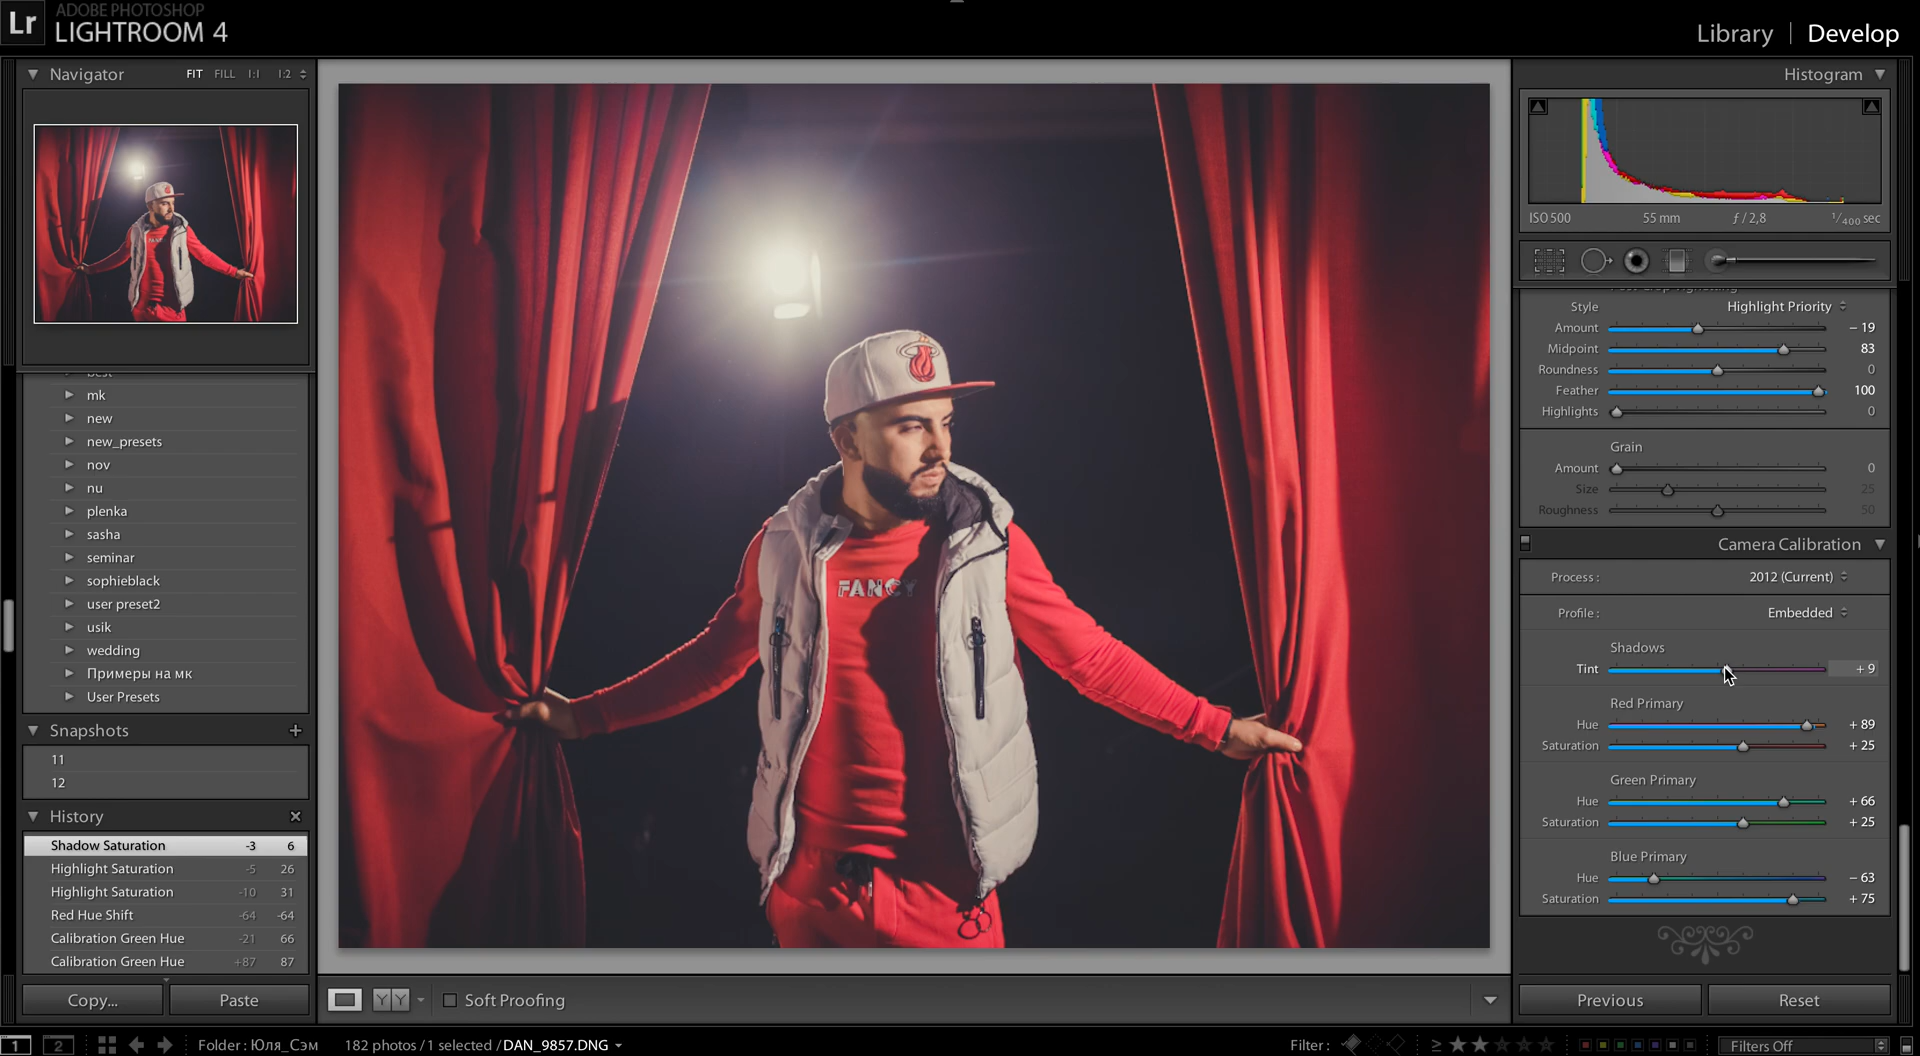 Lr
ADOBE PHOTOSHOP
LIGHTROOM 4
Library | Develop
Navigator FIT FILL 1:1 1:2
best
mk
new
new_presets
nov
nu
plenka
sasha
seminar
sophieblack
user preset2
usik
wedding
Примеры на мк
User Presets
Snapshots +
11
12
History ×
Shadow Saturation -3 6
Highlight Saturation -5 26
Highlight Saturation -10 31
Red Hue Shift -64 -64
Calibration Green Hue -21 66
Calibration Green Hue +87 87
Copy... Paste
FANCY
YY Soft Proofing
Histogram
ISO 500 55 mm ƒ / 2,8 1/400 sec
Post-Crop Vignetting
Style Highlight Priority
Amount – 19
Midpoint 83
Roundness 0
Feather 100
Highlights 0
Grain
Amount 0
Size 25
Roughness 50
Camera Calibration
Process : 2012 (Current)
Profile : Embedded
Shadows
Tint + 9
Red Primary
Hue + 89
Saturation + 25
Green Primary
Hue + 66
Saturation + 25
Blue Primary
Hue – 63
Saturation + 75
Previous Reset
1 2 Folder : Юля_Сэм 182 photos / 1 selected / DAN_9857.DNG Filter : ≥ Filters Off